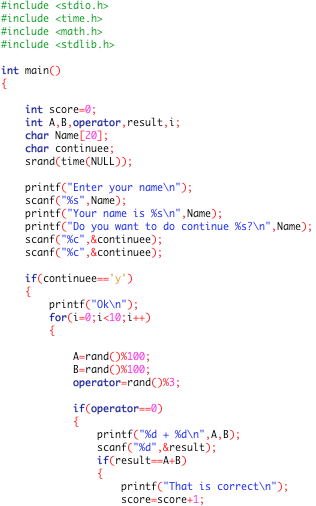 #include <stdio.h>
#include <time.h>
#include <math.h>
#include <stdlib.h>
int main()
{
int score=0;
int A,B,operator,result,i;
char Name[20];
char continuee;
srand(time(NULL));
printf("Enter your name\n");
scanf("%s",Name);
printf("Your name is %s\n",Name);
printf("Do you want to do continue %s?\n",Name);
scanf("%c",&continuee);
scanf("%c",&continuee);
if(continuee=='y')
{
printf("Ok\n");
for(i=0;i<10;i++)
{
A=rand()%100;
B=rand()%100;
operator=rand()%3;
if(operator==0)
{
printf("%d + %d\n",A,B);
scanf("%d",&result);
if(result==A+B)
{
printf("That is correct\n");
score=score+1;